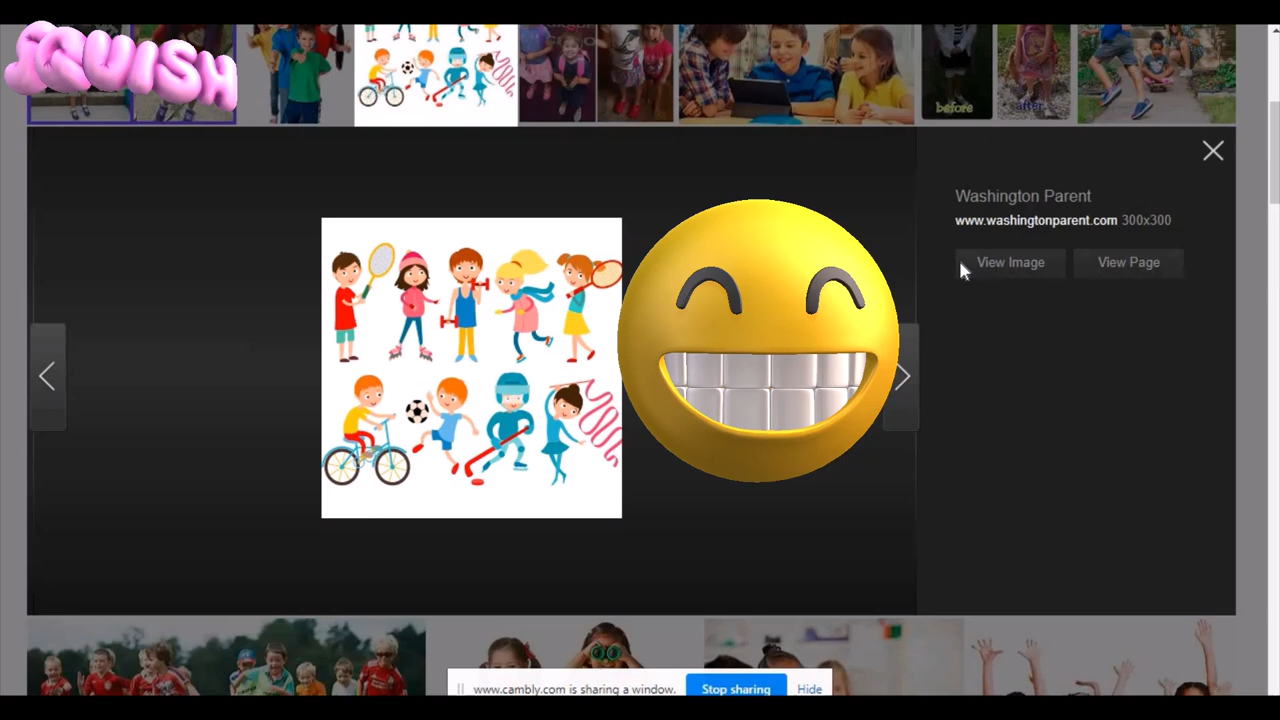 SQUISH
before
after
Washington Parent
www.washingtonparent.com 300x300
View Image
View Page
www.cambly.com is sharing a window.
Stop sharing
Hide